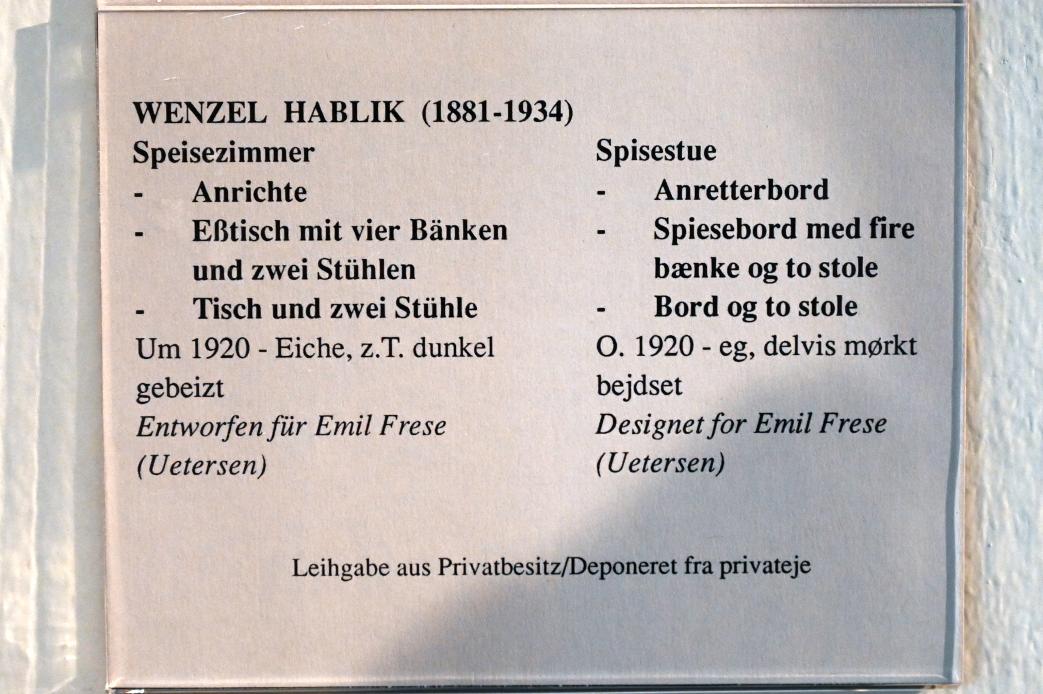 WENZEL HABLIK (1881-1934)
Speisezimmer
- Anrichte
- Eßtisch mit vier Bänken
und zwei Stühlen
- Tisch und zwei Stühle
Um 1920 - Eiche, z.T. dunkel
gebeizt
Entworfen für Emil Frese
(Uetersen)
Spisestue
- Anretterbord
- Spiesebord med fire
bænke og to stole
- Bord og to stole
O. 1920 - eg, delvis mørkt
bejdset
Designet for Emil Frese
(Uetersen)
Leihgabe aus Privatbesitz/Deponeret fra privateje